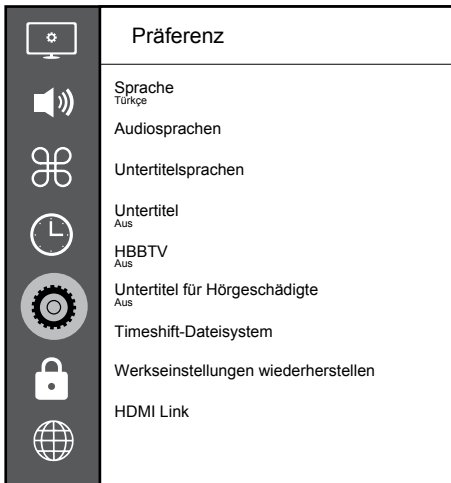 Präferenz
Sprache
Türkçe
Audiosprachen
Untertitelsprachen
Untertitel
Aus
HBBTV
Aus
Untertitel für Hörgeschädigte
Aus
Timeshift-Dateisystem
Werkseinstellungen wiederherstellen
HDMI Link